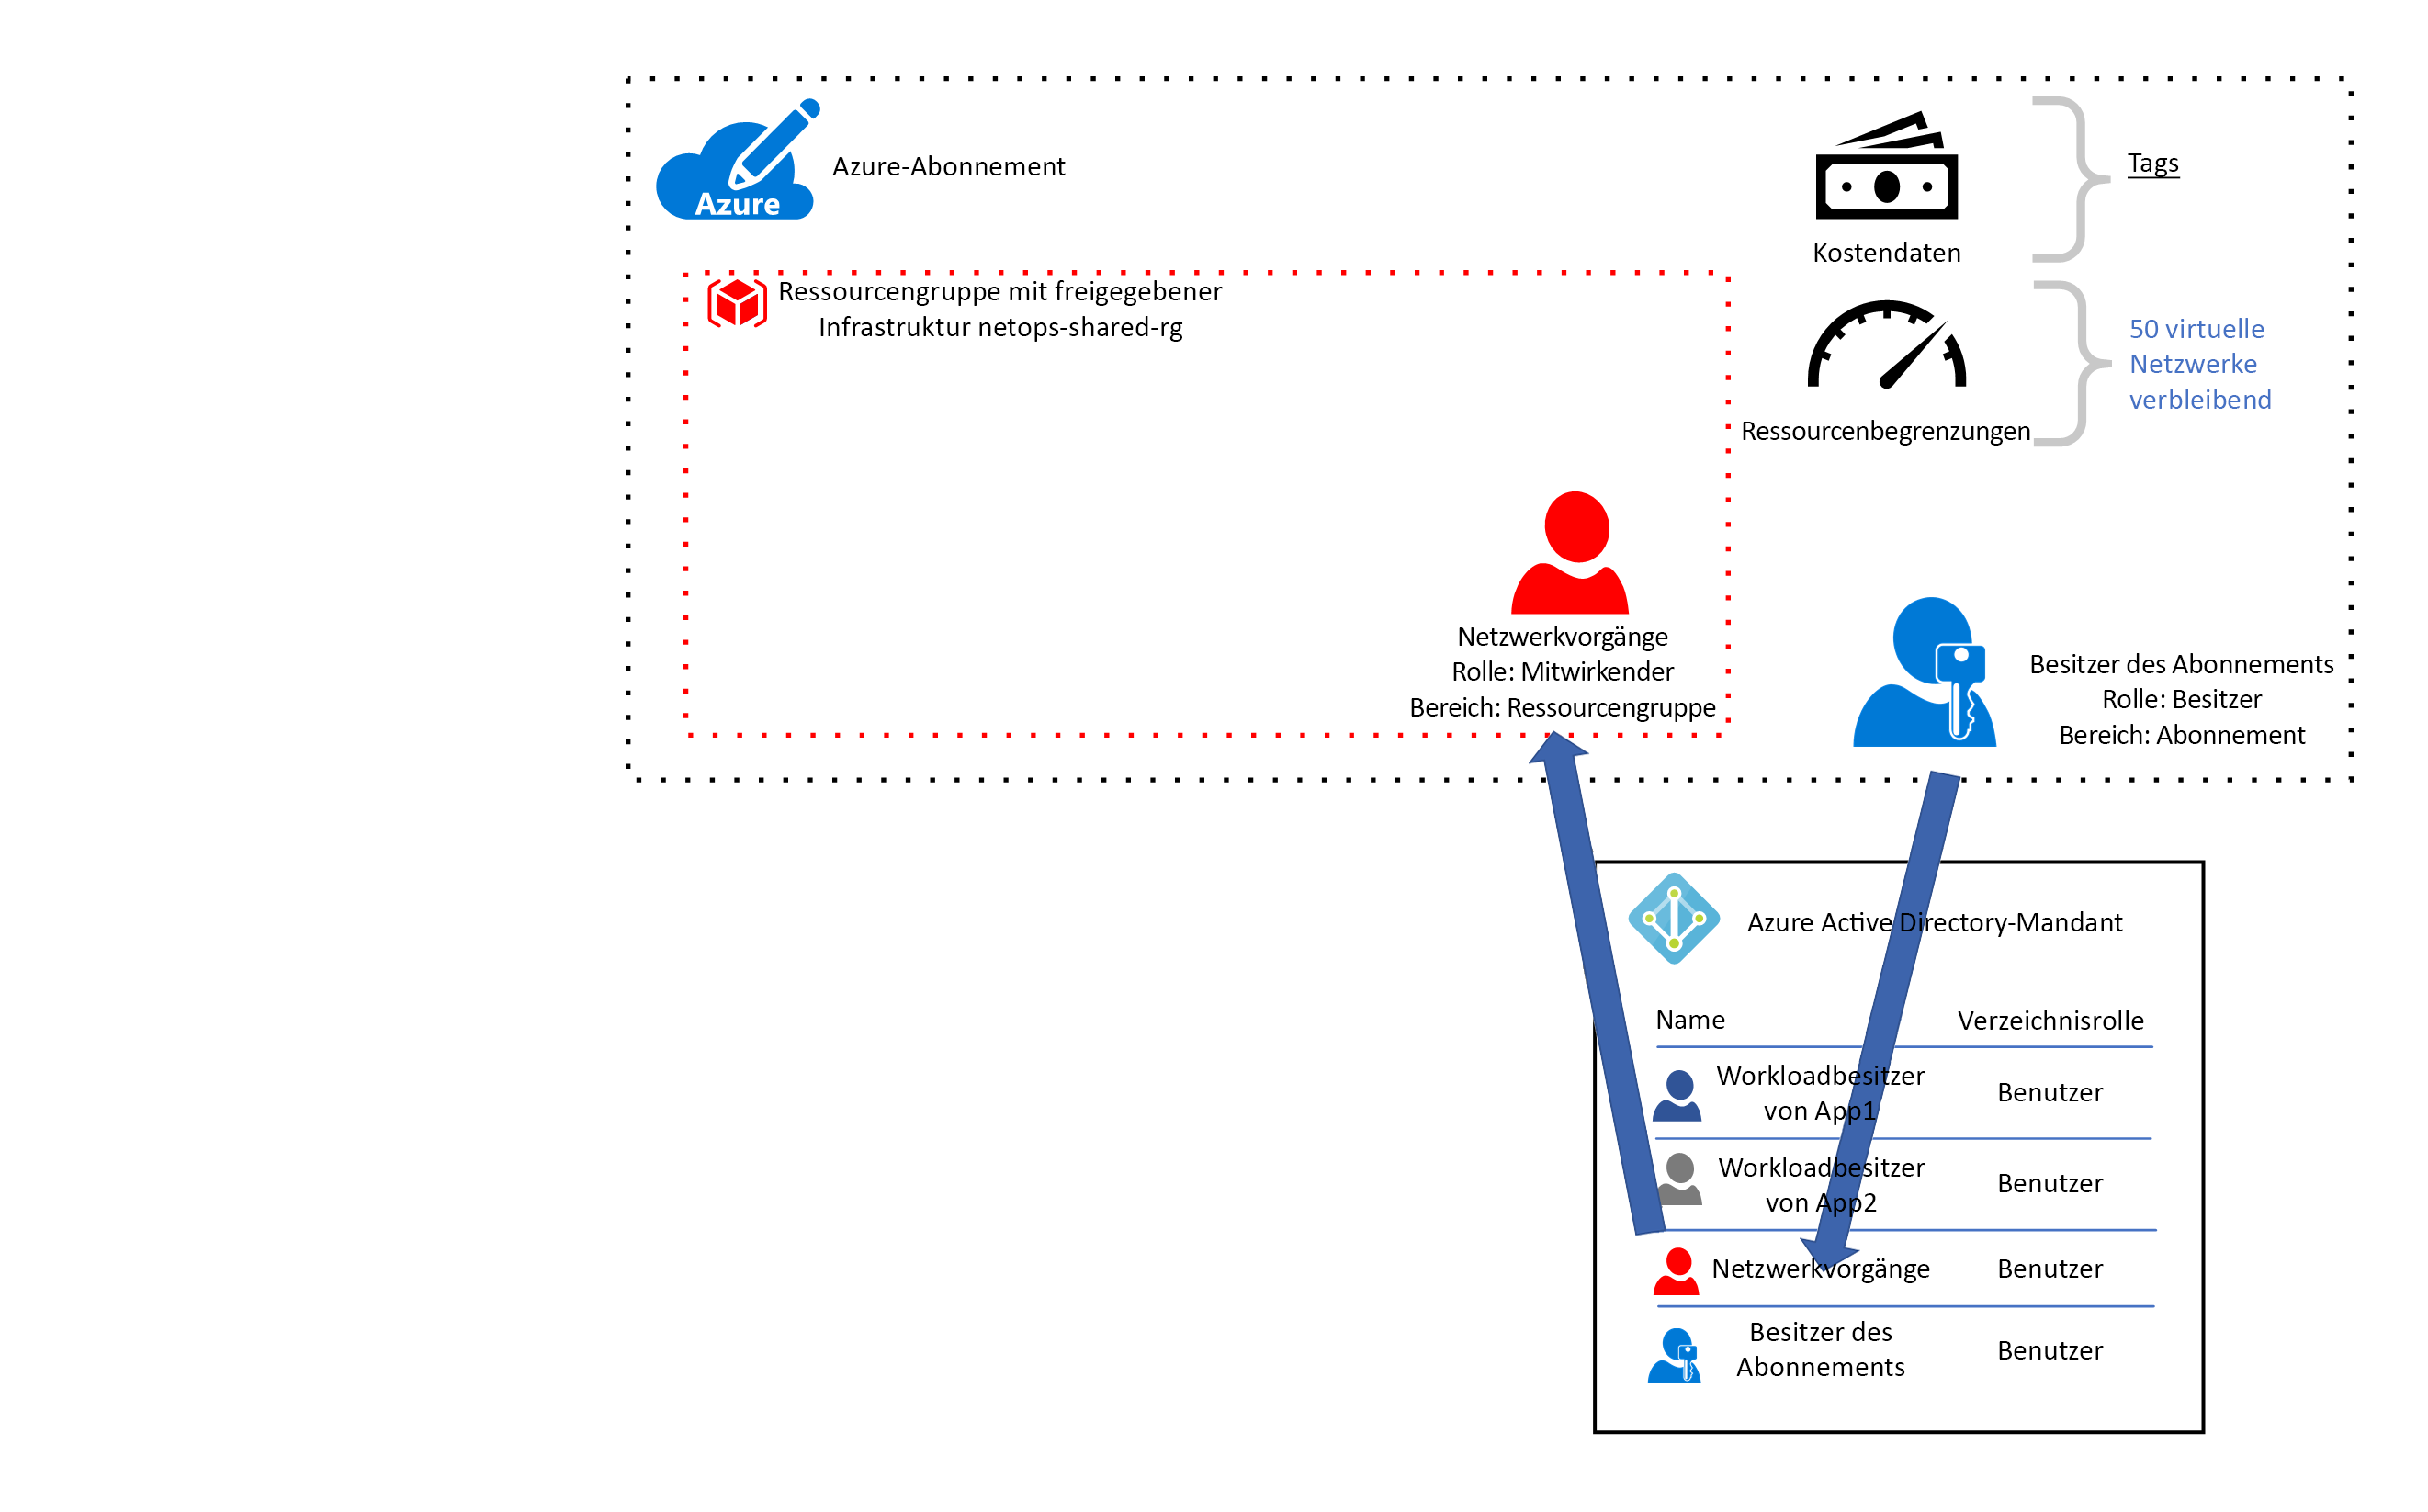 Azure
Azure-Abonnement
Kostendaten
Tags
Ressourcengruppe mit freigegebener
Infrastruktur netops-shared-rg
50 virtuelle
Netzwerke
verbleibend
Ressourcenbegrenzungen
Netzwerkvorgänge
Rolle: Mitwirkender
Bereich: Ressourcengruppe
Besitzer des Abonnements
Rolle: Besitzer
Bereich: Abonnement
Azure Active Directory-Mandant
Name Verzeichnisrolle
Workloadbesitzer
von App1
Benutzer
Workloadbesitzer
von App2
Benutzer
Netzwerkvorgänge Benutzer
Besitzer des
Abonnements
Benutzer